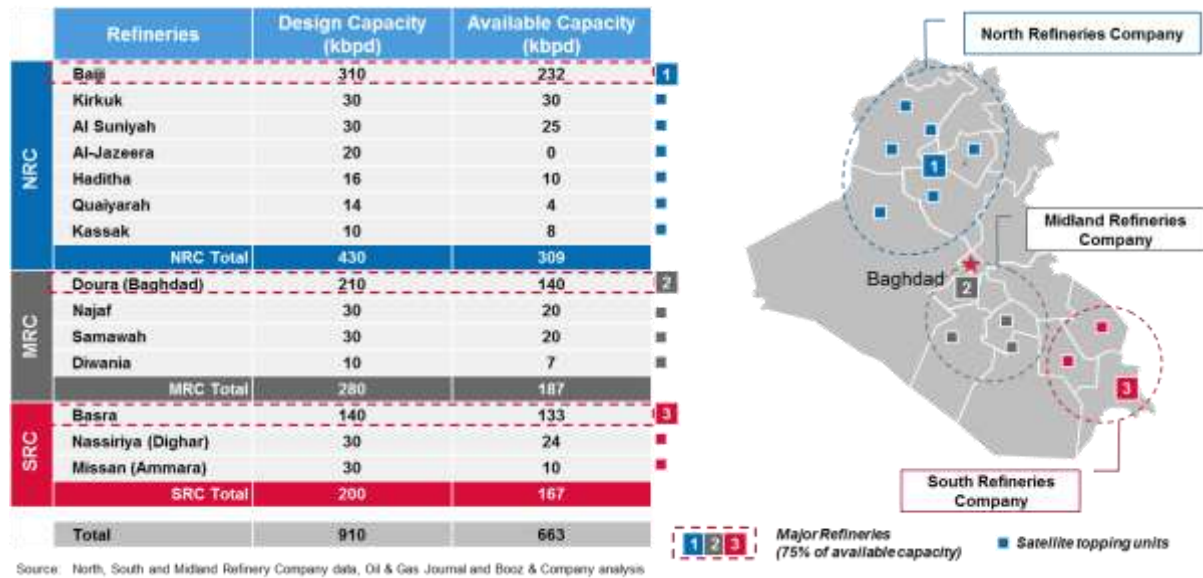 Refineries Design Capacity (kbpd) Available Capacity (kbpd)
NRC
Baiji 310 232 1
Kirkuk 30 30
Al Suniyah 30 25
Al-Jazeera 20 0
Haditha 16 10
Quaiyarah 14 4
Kassak 10 8
NRC Total 430 309
MRC
Doura (Baghdad) 210 140 2
Najaf 30 20
Samawah 30 20
Diwania 10 7
MRC Total 280 187
SRC
Basra 140 133 3
Nassiriya (Dighar) 30 24
Missan (Ammara) 30 10
SRC Total 200 167
Total 910 663
Source: North, South and Midland Refinery Company data, Oil & Gas Journal and Booz & Company analysis
North Refineries Company
1
Midland Refineries
Company
Baghdad
2
3
South Refineries
Company
1 2 3
Major Refineries
(75% of available capacity)
Satellite topping units